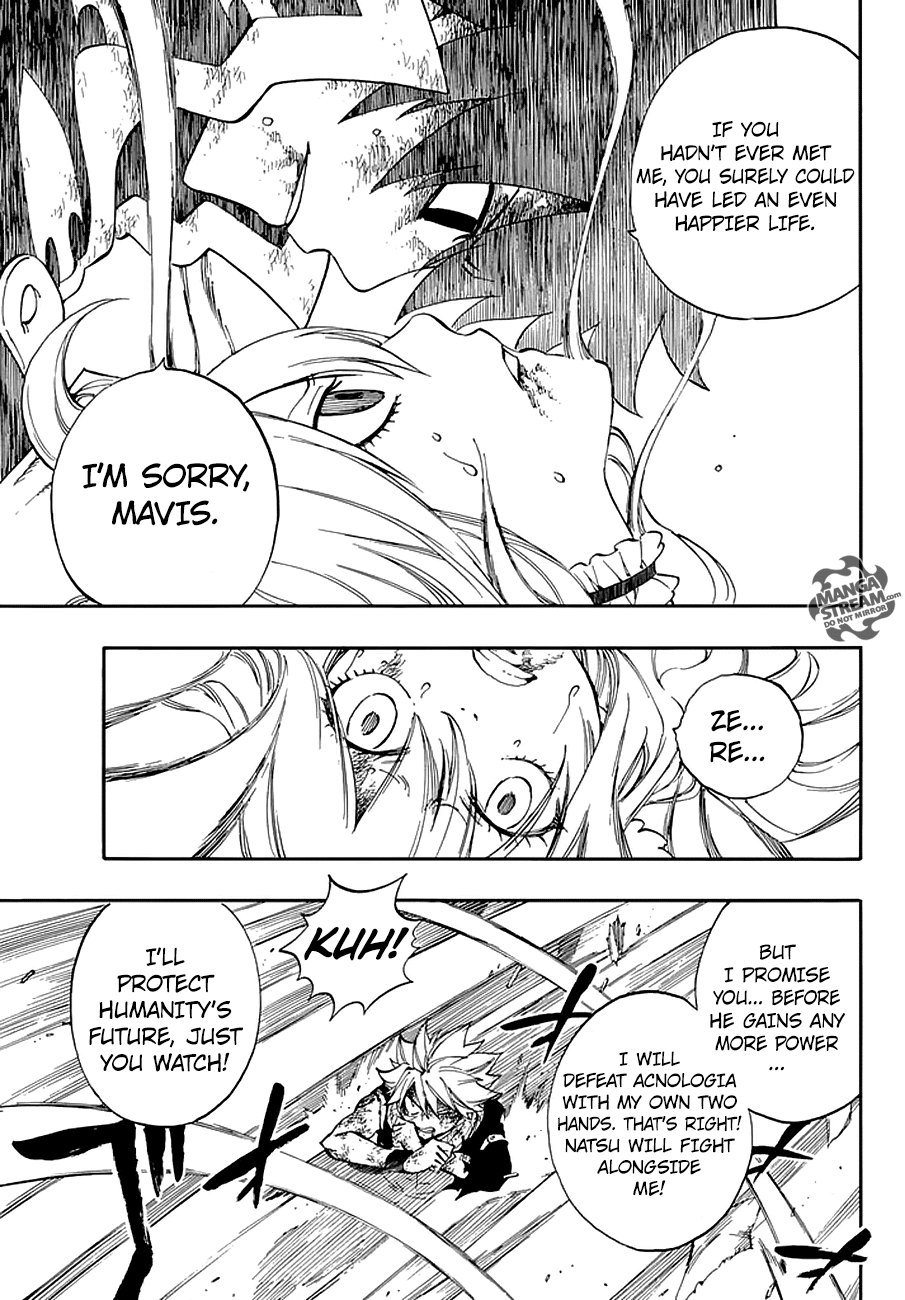 IF YOU
HADN'T EVER MET
ME, YOU SURELY COULD
HAVE LED AN EVEN
HAPPIER LIFE.
I'M SORRY,
MAVIS.
MANGA
STREAM.com
DO NOT MIRROR
ZE...
RE...
BUT
I PROMISE
YOU... BEFORE
HE GAINS ANY
MORE POWER
...
I WILL
DEFEAT ACNOLOGIA
WITH MY OWN TWO
HANDS. THAT'S RIGHT!
NATSU WILL FIGHT
ALONGSIDE
ME!
KUH!
I'LL
PROTECT
HUMANITY'S
FUTURE, JUST
YOU WATCH!